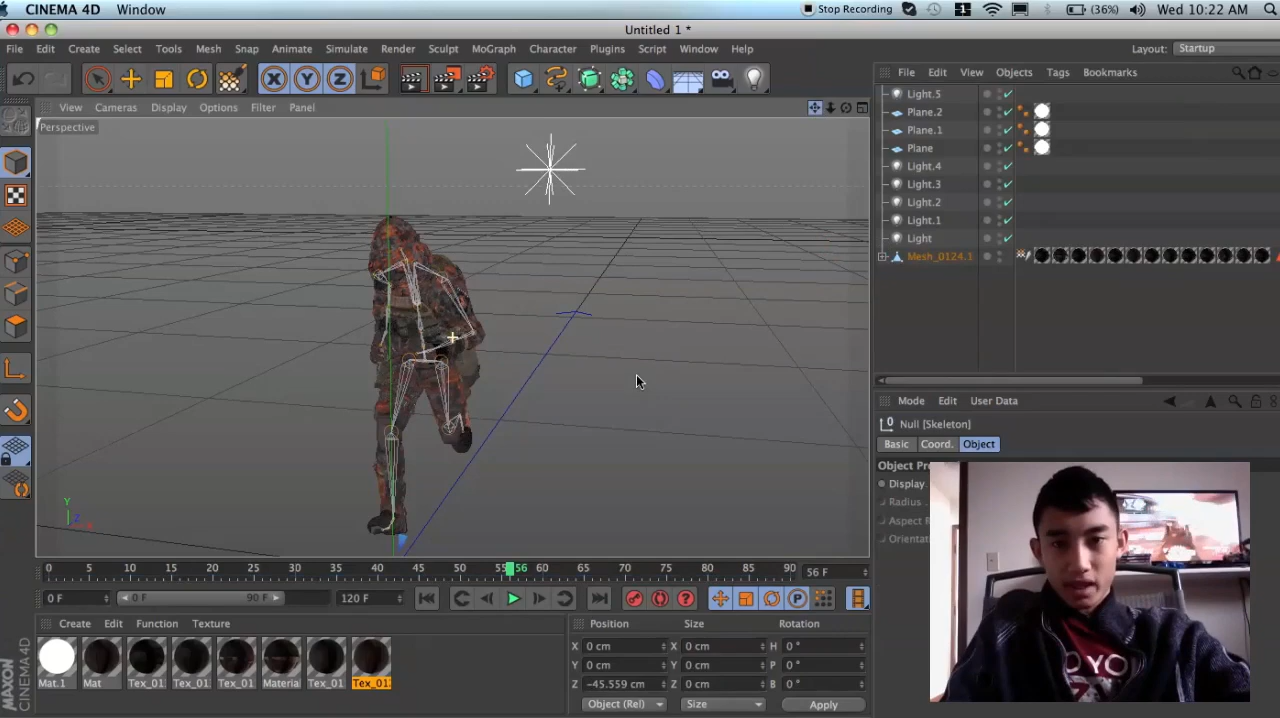 CINEMA 4D Window Stop Recording 1 (36%) Wed 10:22 AM
Untitled 1 *
File Edit Create Select Tools Mesh Snap Animate Simulate Render Sculpt MoGraph Character Plugins Script Window Help Layout: Startup
X Y Z
File Edit View Objects Tags Bookmarks
View Cameras Display Options Filter Panel
Perspective
Light.5
Plane.2
Plane.1
Plane
Light.4
Light.3
Light.2
Light.1
Light
Mesh_0124.1
Mode Edit User Data
Null [Skeleton]
Basic Coord. Object
Object Pr
Display
Radius
Aspect R
Orientat
Y
Z X
0 5 10 15 20 25 30 35 40 45 50 55 56 60 65 70 75 80 85 90 56 F
0 F 0 F 90 F 120 F
P
Create Edit Function Texture
Mat.1 Mat Tex_01 Tex_01 Tex_01 Materia Tex_01 Tex_01
Position Size Rotation
X 0 cm X 0 cm H 0 °
Y 0 cm Y 0 cm P 0 °
Z -45.559 cm Z 0 cm B 0 °
Object (Rel) Size Apply
MAXON
CINEMA 4D
DO YOU